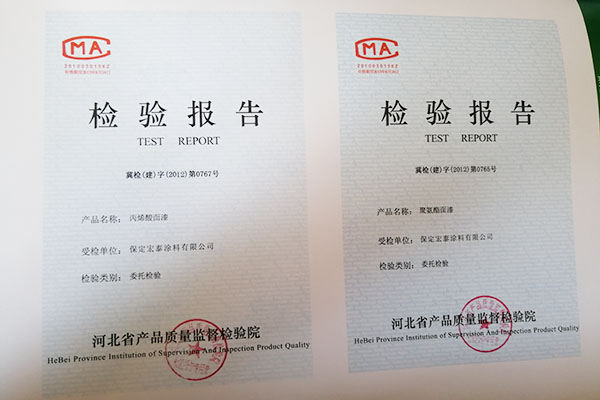 MA
2010030196Z
检验报告
TEST REPORT
冀检(建)字(2012)第0767号
产品名称: 丙烯酸面漆
受检单位: 保定宏泰涂料有限公司
检验类别: 委托检验
河北省产品质量监督检验院
HeBei Province Institution of Supervision And Inspection Product Quality
MA
2010030196Z
检验报告
TEST REPORT
冀检(建)字(2012)第0765号
产品名称: 聚氨酯面漆
受检单位: 保定宏泰涂料有限公司
检验类别: 委托检验
河北省产品质量监督检验院
HeBei Province Institution of Supervision And Inspection Product Quality